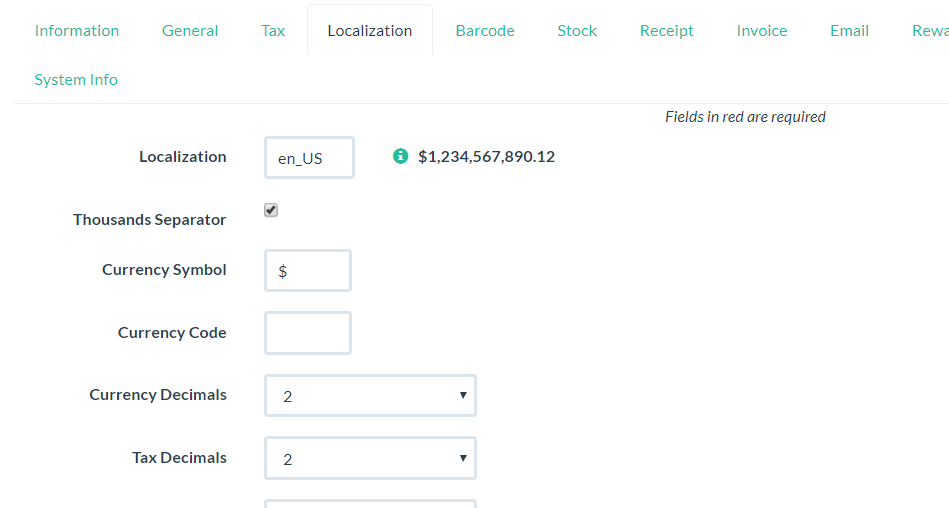 Information General Tax Localization Barcode Stock Receipt Invoice Email
System Info
Fields in red are required
Localization en_US $1,234,567,890.12
Thousands Separator
Currency Symbol $
Currency Code
Currency Decimals 2
Tax Decimals 2